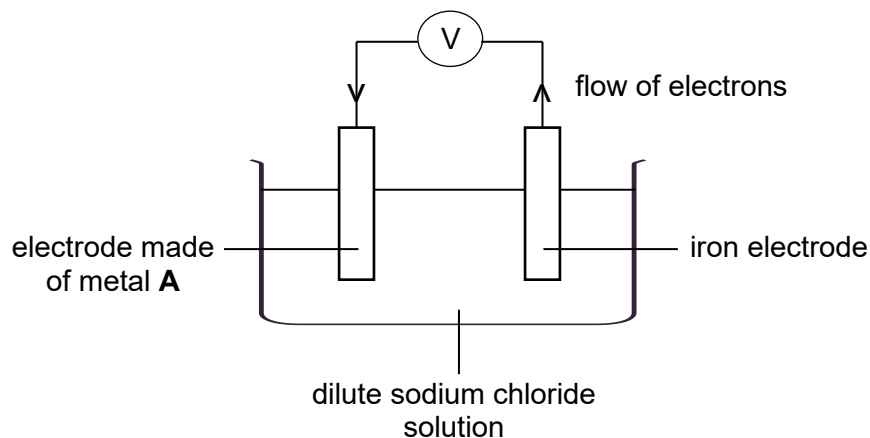 V
flow of electrons
electrode made
of metal A
iron electrode
dilute sodium chloride
solution